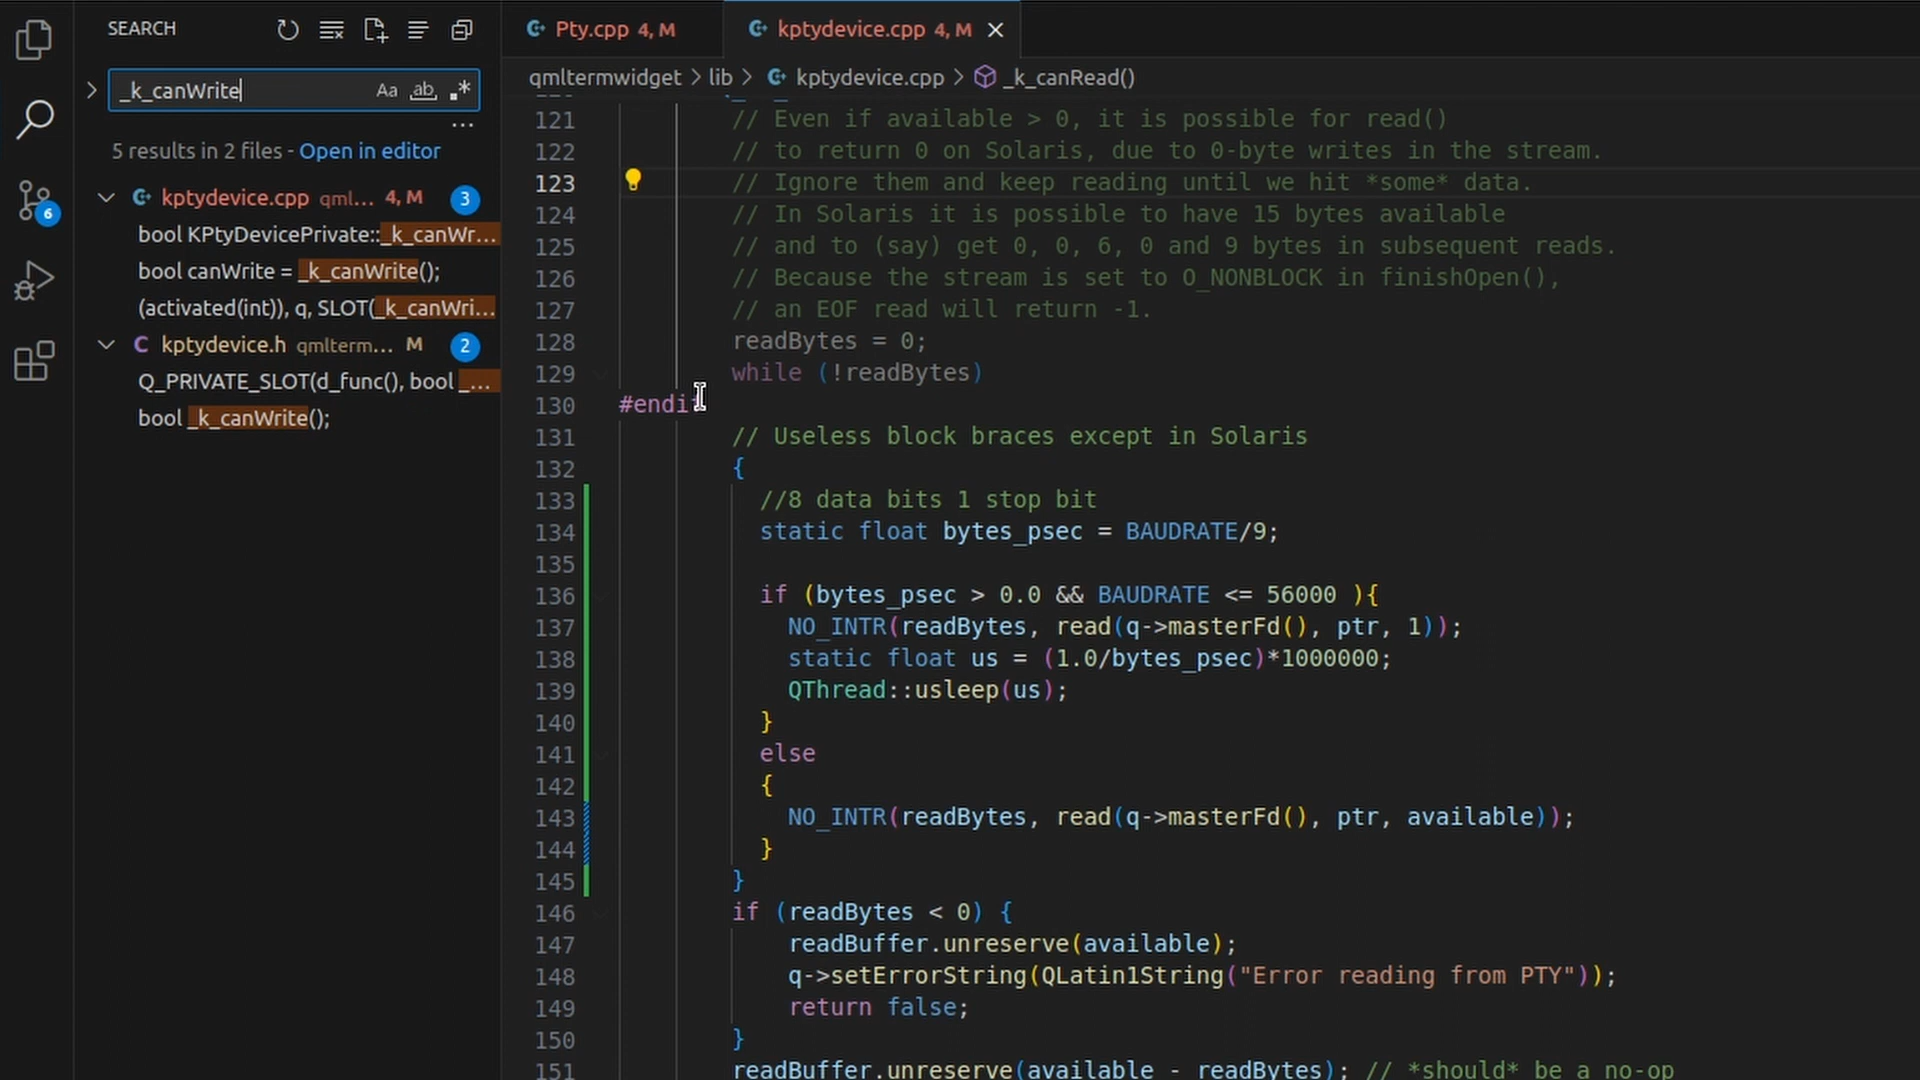 SEARCH
_k_canWrite
Aa ab .*
...
5 results in 2 files - Open in editor
kptydevice.cpp qml... 4, M 3
bool KPtyDevicePrivate::_k_canWr...
bool canWrite = _k_canWrite();
(activated(int)), q, SLOT(_k_canWri...
kptydevice.h qmlterm... M 2
Q_PRIVATE_SLOT(d_func(), bool _...
bool _k_canWrite();
6
Pty.cpp 4, M
kptydevice.cpp 4, M
qmltermwidget > lib > kptydevice.cpp > _k_canRead()
121 // Even if available > 0, it is possible for read()
122 // to return 0 on Solaris, due to 0-byte writes in the stream.
123 // Ignore them and keep reading until we hit *some* data.
124 // In Solaris it is possible to have 15 bytes available
125 // and to (say) get 0, 0, 6, 0 and 9 bytes in subsequent reads.
126 // Because the stream is set to O_NONBLOCK in finishOpen(),
127 // an EOF read will return -1.
128 readBytes = 0;
129 while (!readBytes)
130 #endif
131 // Useless block braces except in Solaris
132 {
133 //8 data bits 1 stop bit
134 static float bytes_psec = BAUDRATE/9;
135
136 if (bytes_psec > 0.0 && BAUDRATE <= 56000 ){
137 NO_INTR(readBytes, read(q->masterFd(), ptr, 1));
138 static float us = (1.0/bytes_psec)*1000000;
139 QThread::usleep(us);
140 }
141 else
142 {
143 NO_INTR(readBytes, read(q->masterFd(), ptr, available));
144 }
145 }
146 if (readBytes < 0) {
147 readBuffer.unreserve(available);
148 q->setErrorString(QLatin1String("Error reading from PTY"));
149 return false;
150 }
151 readBuffer.unreserve(available - readBytes); // *should* be a no-op